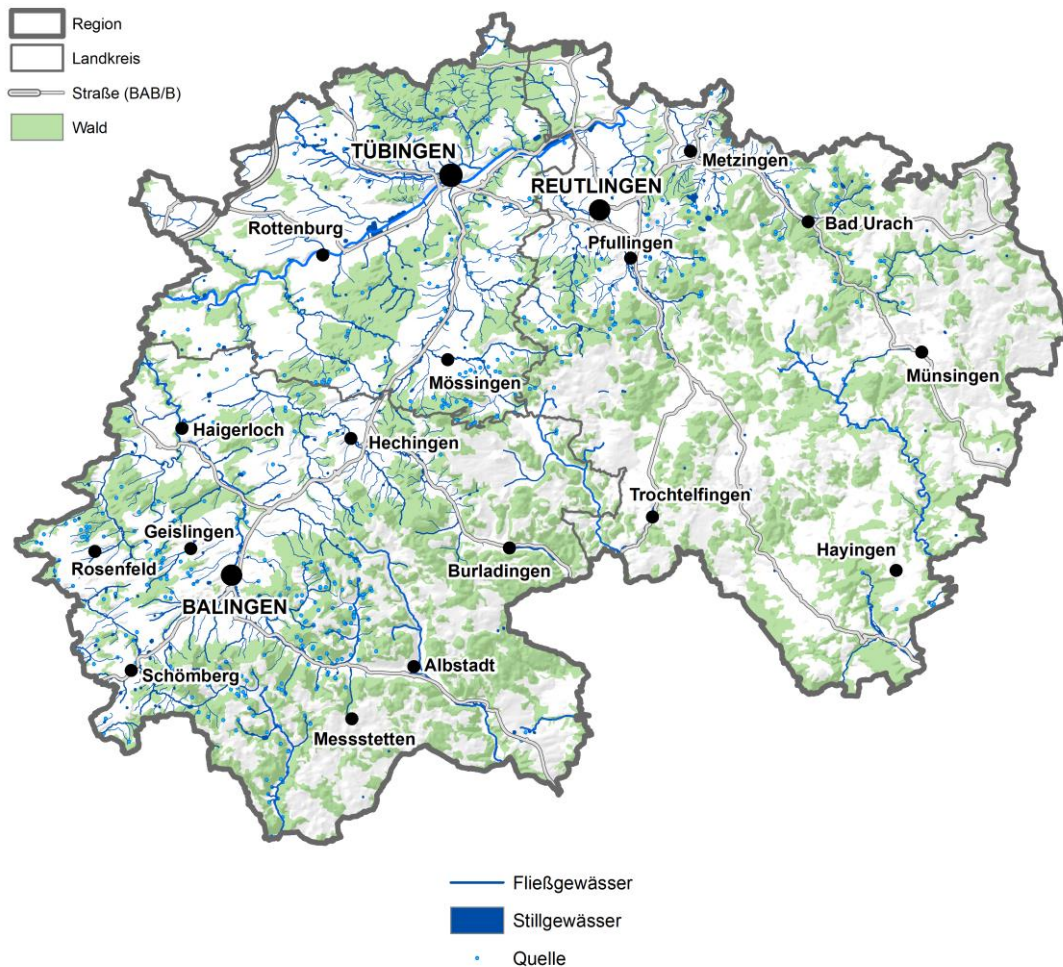 Region
Landkreis
Straße (BAB/B)
Wald
TÜBINGEN
Metzingen
REUTLINGEN
Rottenburg
Bad Urach
Pfullingen
Mössingen
Münsingen
Haigerloch
Hechingen
Trochtelfingen
Geislingen
Hayingen
Rosenfeld
Burladingen
BALINGEN
Albstadt
Schömberg
Messstetten
Fließgewässer
Stillgewässer
Quelle